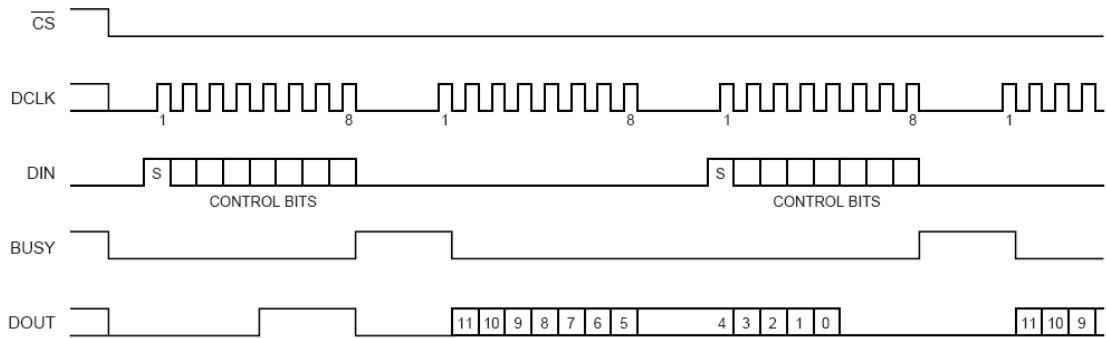 CS
DCLK
1 8 1 8 1 8 1
DIN S S
CONTROL BITS CONTROL BITS
BUSY
DOUT 11 10 9 8 7 6 5 4 3 2 1 0 11 10 9